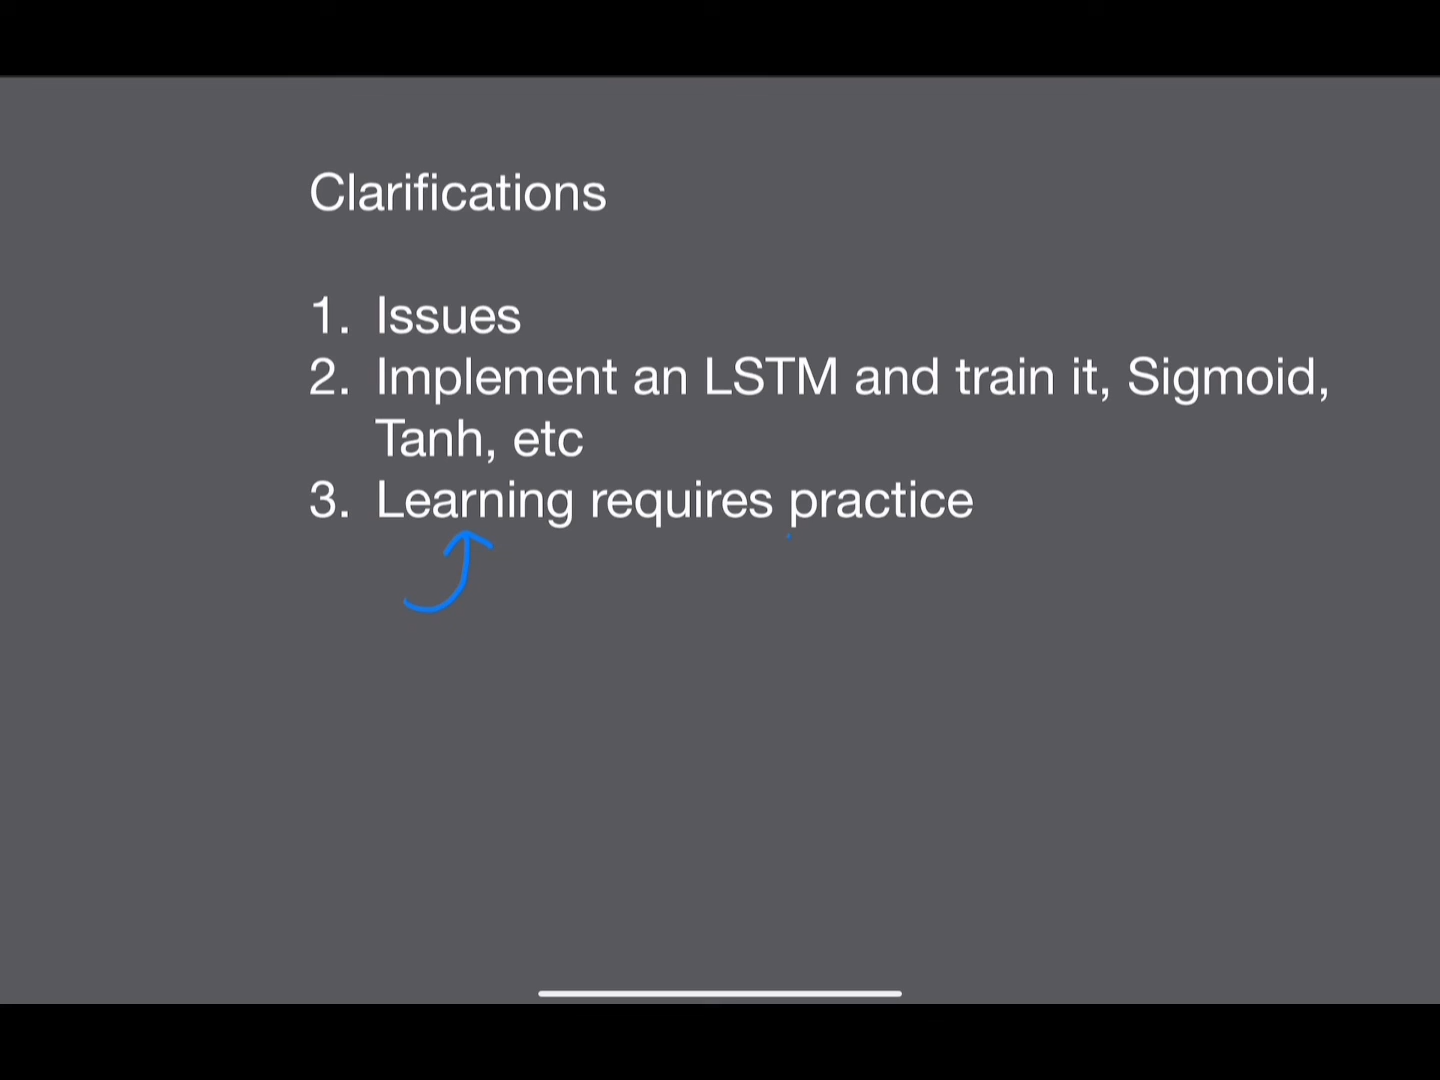 Clarifications
1. Issues
2. Implement an LSTM and train it, Sigmoid,
Tanh, etc
3. Learning requires practice